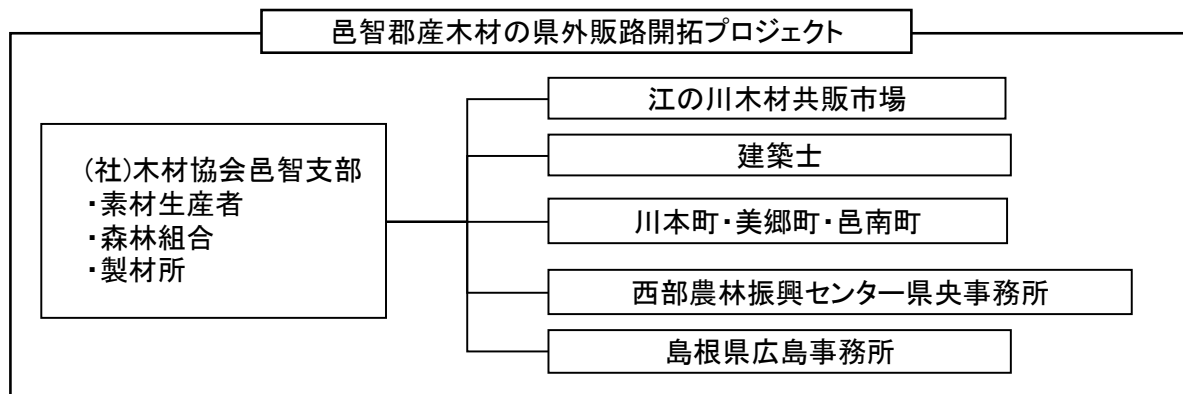 邑智郡産木材の県外販路開拓プロジェクト
(社)木材協会邑智支部
・素材生産者
・森林組合
・製材所
江の川木材共販市場
建築士
川本町・美郷町・邑南町
西部農林振興センター県央事務所
島根県広島事務所